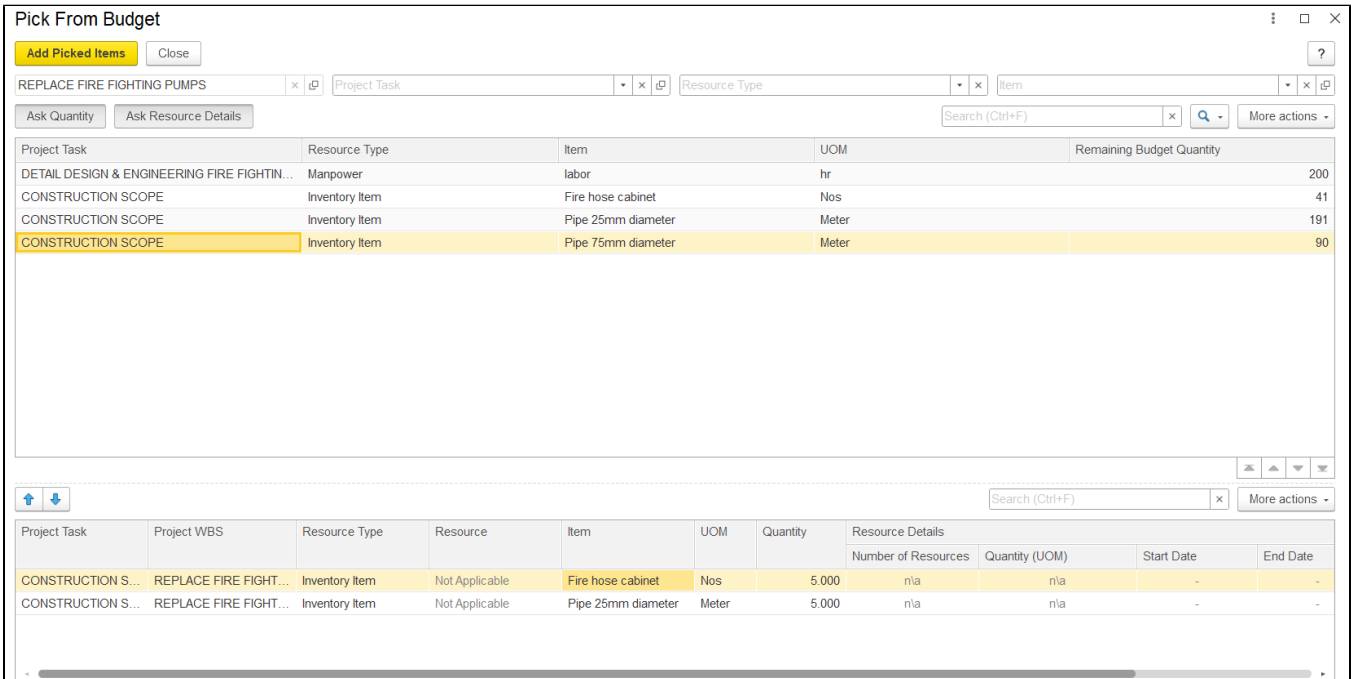 Pick From Budget
Add Picked Items Close ?
REPLACE FIRE FIGHTING PUMPS Project Task Resource Type Item
Ask Quantity Ask Resource Details Search (Ctrl+F) More actions
Project Task Resource Type Item UOM Remaining Budget Quantity
DETAIL DESIGN & ENGINEERING FIRE FIGHTIN... Manpower labor hr 200
CONSTRUCTION SCOPE Inventory Item Fire hose cabinet Nos 41
CONSTRUCTION SCOPE Inventory Item Pipe 25mm diameter Meter 191
CONSTRUCTION SCOPE Inventory Item Pipe 75mm diameter Meter 90
Search (Ctrl+F) More actions
Project Task Project WBS Resource Type Resource Item UOM Quantity Resource Details
Number of Resources Quantity (UOM) Start Date End Date
CONSTRUCTION S... REPLACE FIRE FIGHT... Inventory Item Not Applicable Fire hose cabinet Nos 5.000 n\a n\a - -
CONSTRUCTION S... REPLACE FIRE FIGHT... Inventory Item Not Applicable Pipe 25mm diameter Meter 5.000 n\a n\a - -